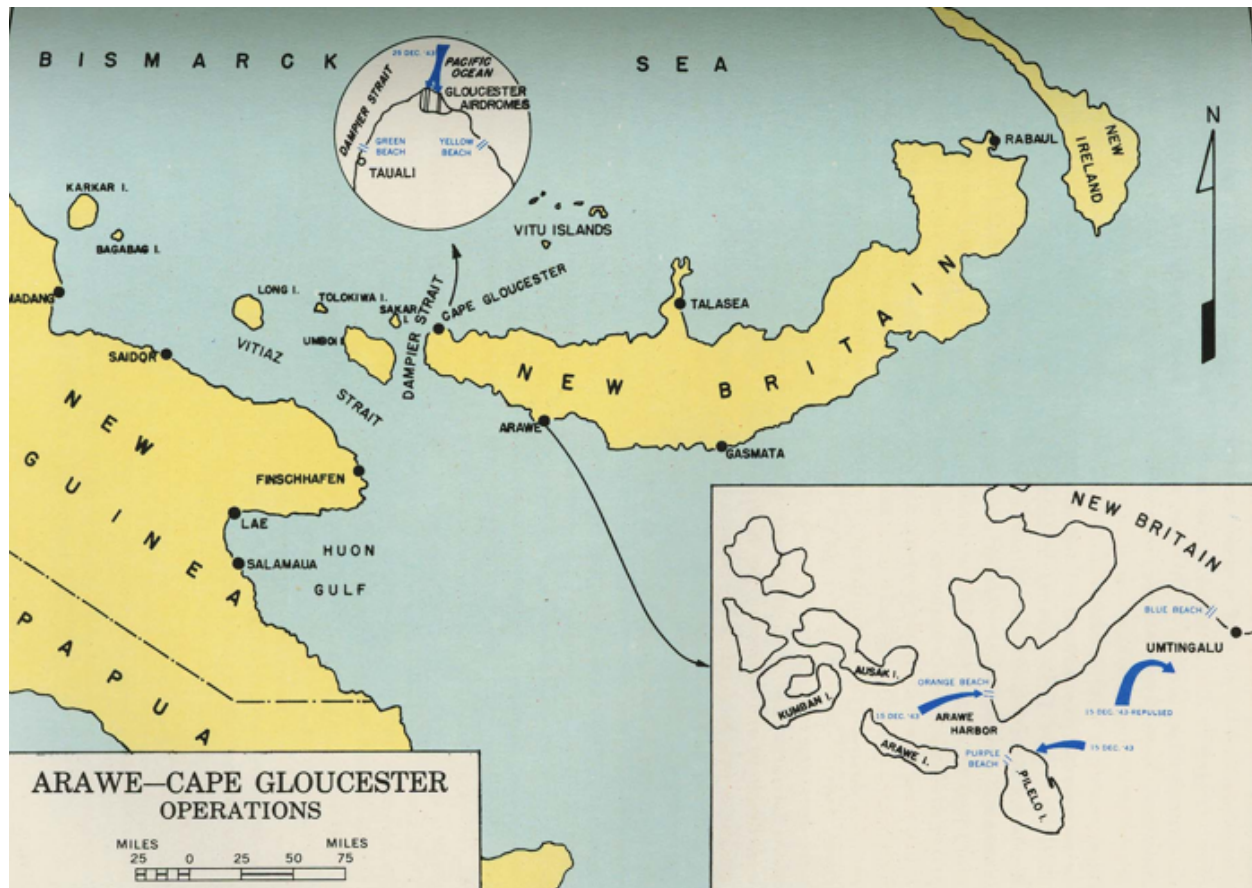 BISMARCK SEA
25 DEC. '43
PACIFIC
OCEAN
DAMPIER STRAIT
GLOUCESTER
AIRDROMES
GREEN
BEACH
YELLOW
BEACH
TAUALI
N
RABAUL
NEW
IRELAND
KARKAR I.
BAGABAG I.
VITU ISLANDS
MADANG
LONG I.
TOLOKIWA I.
SAKAR
I.
UMBOI I.
DAMPIER STRAIT
CAPE GLOUCESTER
TALASEA
SAIDOR
VITIAZ
STRAIT
NEW BRITAIN
ARAWE
GASMATA
FINSCHHAFEN
NEW
GUINEA
LAE
SALAMAUA
HUON
GULF
PAPUA
NEW BRITAIN
BLUE BEACH
UMTINGALU
AUSAK I.
KUMBAN I.
ORANGE BEACH
15 DEC. '43
ARAWE
HARBOR
15 DEC. '43-REPULSED
ARAWE I.
PURPLE
BEACH
15 DEC. '43
PILELO I.
ARAWE—CAPE GLOUCESTER
OPERATIONS
MILES MILES
25 0 25 50 75